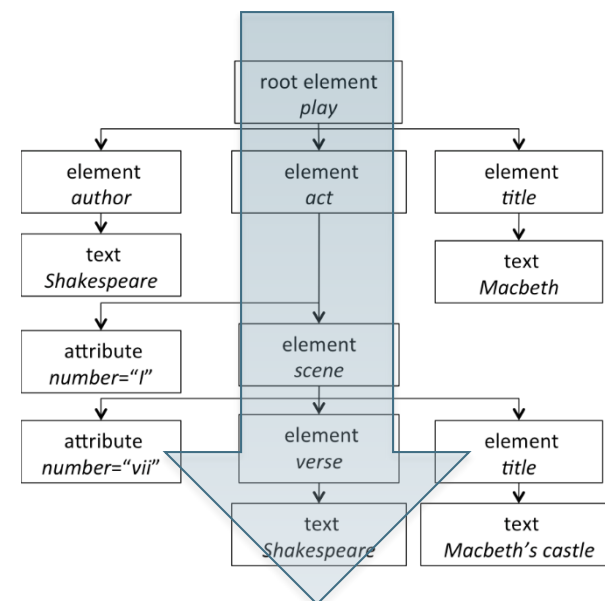 root element
play
element
author
element
act
element
title
text
Shakespeare
text
Macbeth
attribute
number=“I”
element
scene
attribute
number=“vii”
element
verse
element
title
text
Shakespeare
text
Macbeth’s castle